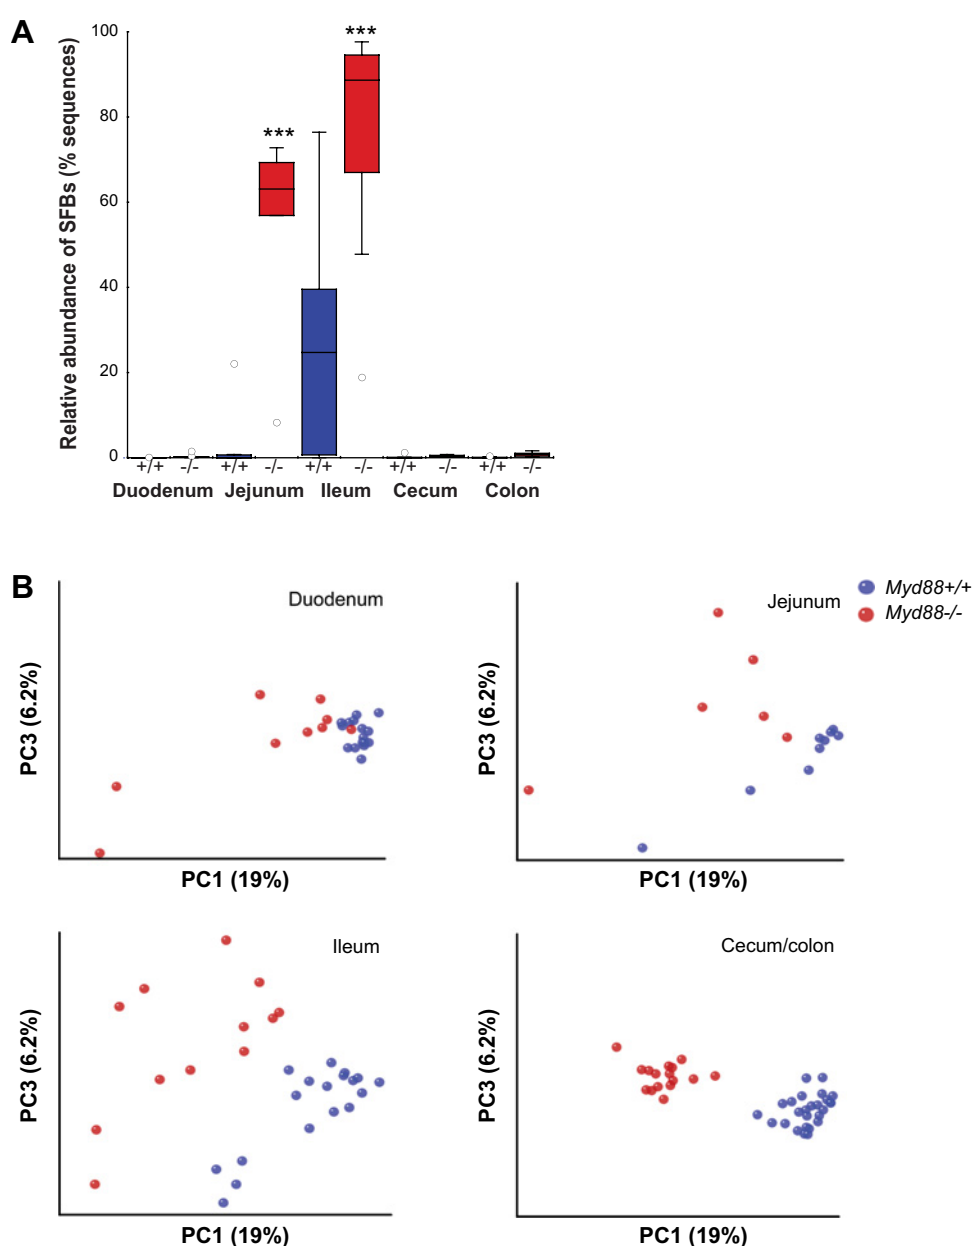 A
Relative abundance of SFBs (% sequences)
100
80
60
40
20
0
***
***
+/+ -/- +/+ -/- +/+ -/- +/+ -/- +/+ -/-
Duodenum Jejunum Ileum Cecum Colon
B
Duodenum
PC3 (6.2%)
PC1 (19%)
Jejunum
PC3 (6.2%)
PC1 (19%)
Myd88+/+
Myd88-/-
Ileum
PC3 (6.2%)
PC1 (19%)
Cecum/colon
PC3 (6.2%)
PC1 (19%)